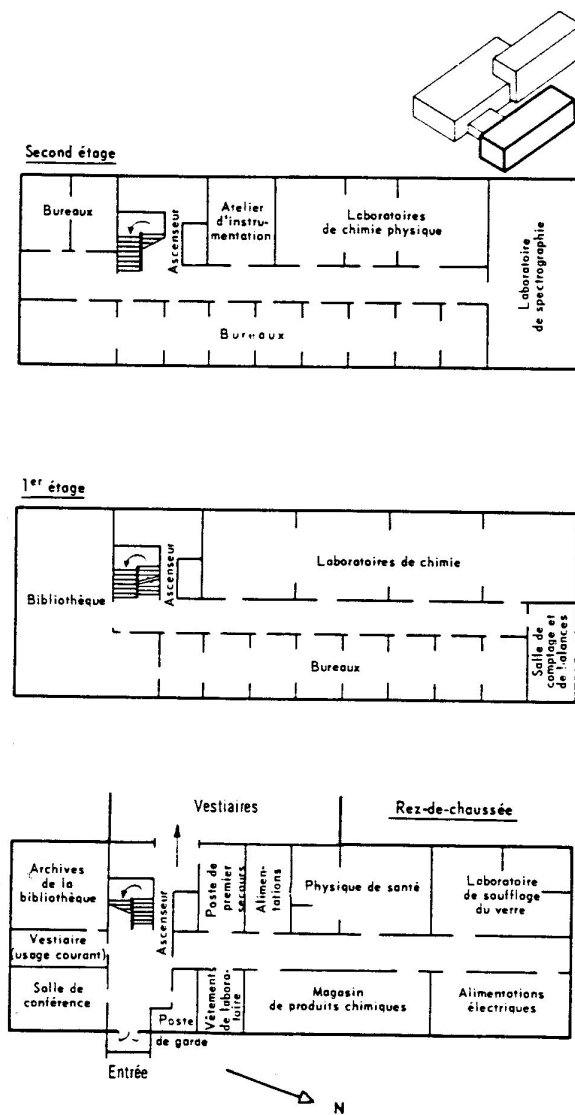 Second étage
Bureaux
Ascenseur
Atelier
d'instru-
mentation
Laboratoires
de chimie physique
Laboratoire
de spectrographie
Bureaux
1er étage
Bibliothèque
Ascenseur
Laboratoires de chimie
Bureaux
Salle de
comptage et
de balances
Vestiaires
Rez-de-chaussée
Archives
de la
bibliothèque
Ascenseur
Poste de
premier
secours
Alimen-
tations
Physique de santé
Laboratoire
de soufflage
du verre
Vestiaire
(usage courant)
Salle de
conférence
Poste
de garde
Vêtements
de labora-
toire
Magasin
de produits chimiques
Alimentations
électriques
Entrée
N